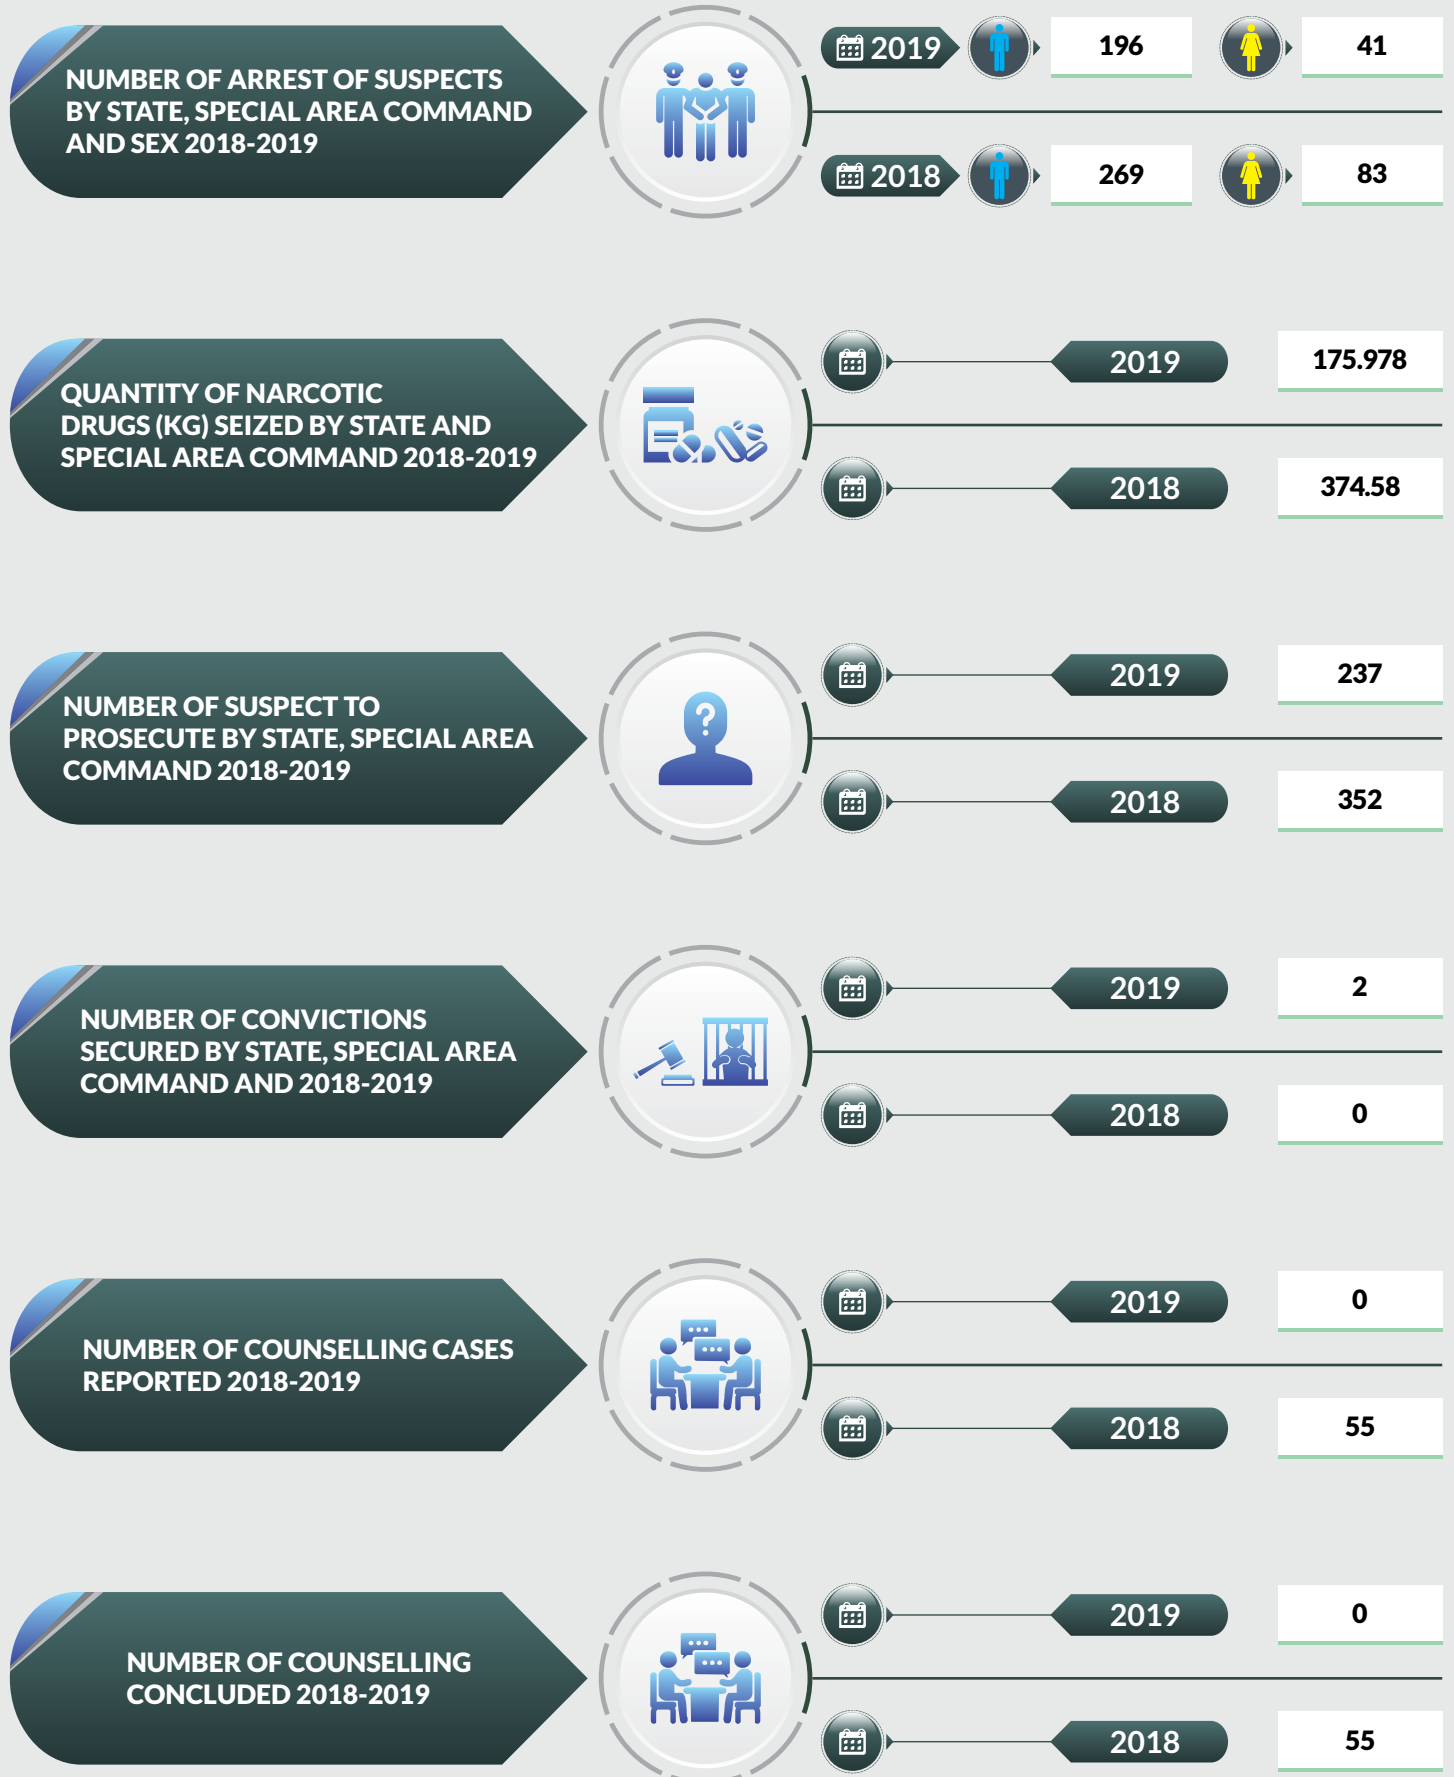 NUMBER OF ARREST OF SUSPECTS
BY STATE, SPECIAL AREA COMMAND
AND SEX 2018-2019
2019 196 41
2018 269 83
QUANTITY OF NARCOTIC
DRUGS (KG) SEIZED BY STATE AND
SPECIAL AREA COMMAND 2018-2019
2019 175.978
2018 374.58
NUMBER OF SUSPECT TO
PROSECUTE BY STATE, SPECIAL AREA
COMMAND 2018-2019
2019 237
2018 352
NUMBER OF CONVICTIONS
SECURED BY STATE, SPECIAL AREA
COMMAND AND 2018-2019
2019 2
2018 0
NUMBER OF COUNSELLING CASES
REPORTED 2018-2019
2019 0
2018 55
NUMBER OF COUNSELLING
CONCLUDED 2018-2019
2019 0
2018 55